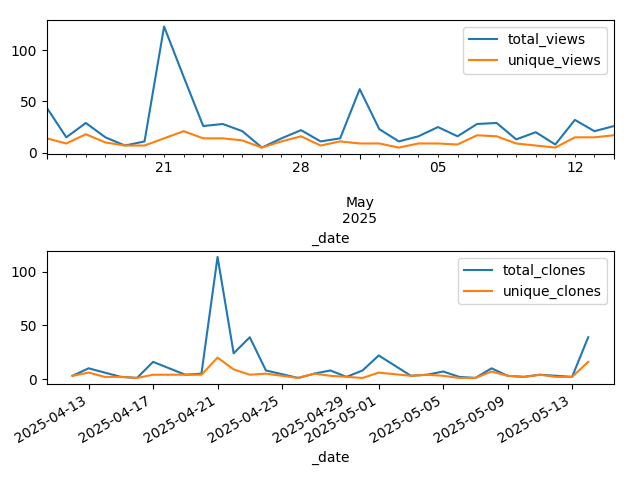 100
50
0
total_views
unique_views
21
28
05
12
May
2025
_date
100
50
0
total_clones
unique_clones
2025-04-13
2025-04-17
2025-04-21
2025-04-25
2025-04-29
2025-05-01
2025-05-05
2025-05-09
2025-05-13
_date